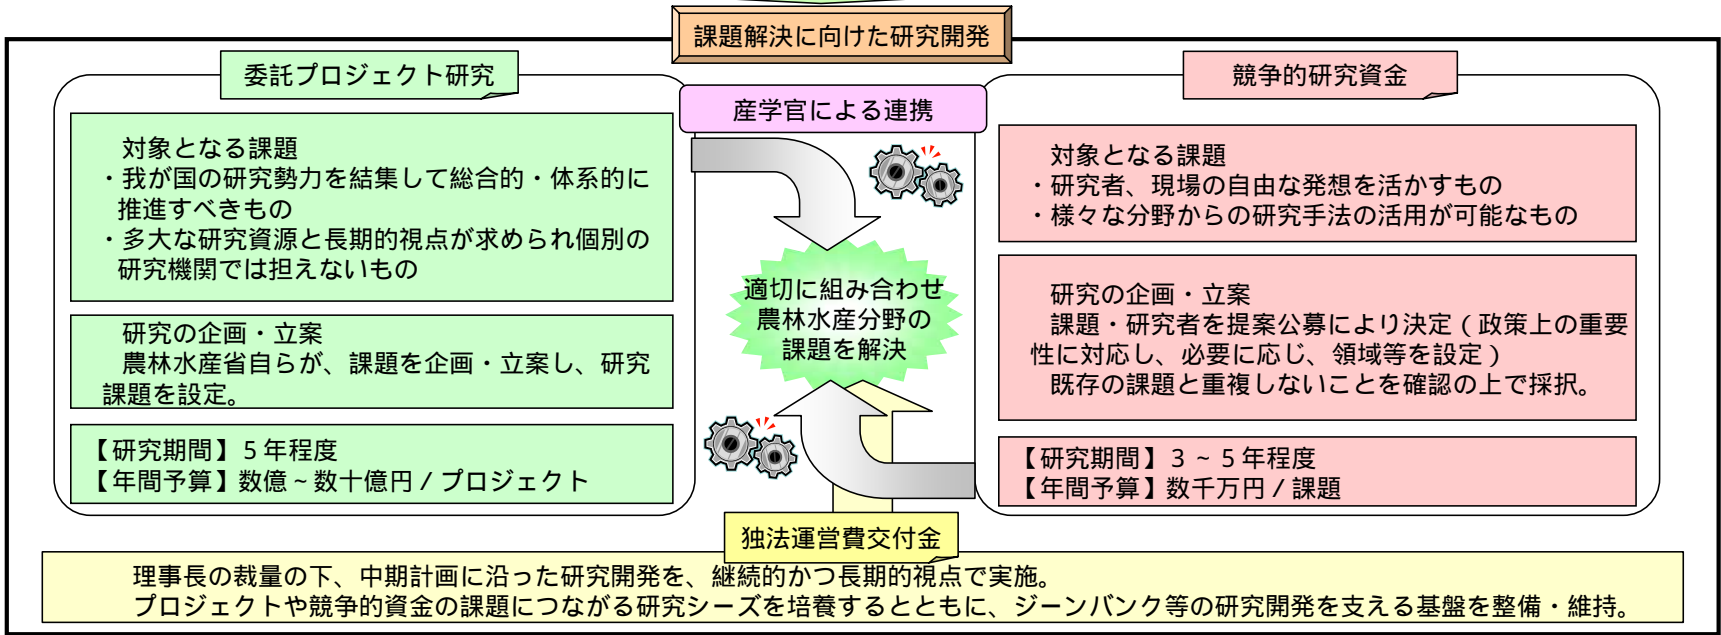 課題解決に向けた研究開発
委託プロジェクト研究
対象となる課題
・我が国の研究勢力を結集して総合的・体系的に
推進すべきもの
・多大な研究資源と長期的視点が求められ個別の
研究機関では担えないもの
研究の企画・立案
農林水産省自らが、課題を企画・立案し、研究
課題を設定。
【研究期間】５年程度
【年間予算】数億～数十億円／プロジェクト
産学官による連携
適切に組み合わせ
農林水産分野の
課題を解決
競争的研究資金
対象となる課題
・研究者、現場の自由な発想を活かすもの
・様々な分野からの研究手法の活用が可能なもの
研究の企画・立案
課題・研究者を提案公募により決定（政策上の重要
性に対応し、必要に応じ、領域等を設定）
既存の課題と重複しないことを確認の上で採択。
【研究期間】３～５年程度
【年間予算】数千万円／課題
独法運営費交付金
理事長の裁量の下、中期計画に沿った研究開発を、継続的かつ長期的視点で実施。
プロジェクトや競争的資金の課題につながる研究シーズを培養するとともに、ジーンバンク等の研究開発を支える基盤を整備・維持。